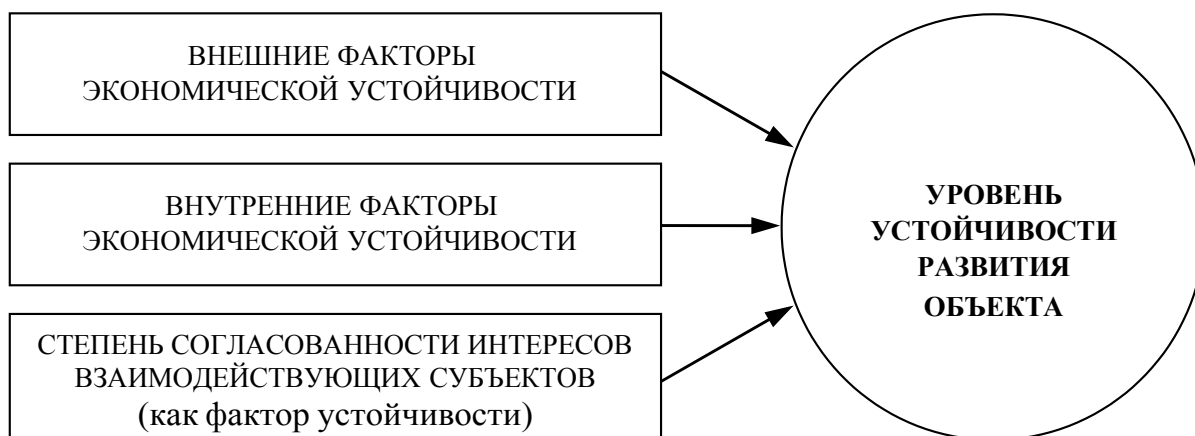 ВНЕШНИЕ ФАКТОРЫ
ЭКОНОМИЧЕСКОЙ УСТОЙЧИВОСТИ
ВНУТРЕННИЕ ФАКТОРЫ
ЭКОНОМИЧЕСКОЙ УСТОЙЧИВОСТИ
СТЕПЕНЬ СОГЛАСОВАННОСТИ ИНТЕРЕСОВ
ВЗАИМОДЕЙСТВУЮЩИХ СУБЪЕКТОВ
(как фактор устойчивости)
УРОВЕНЬ
УСТОЙЧИВОСТИ
РАЗВИТИЯ
ОБЪЕКТА